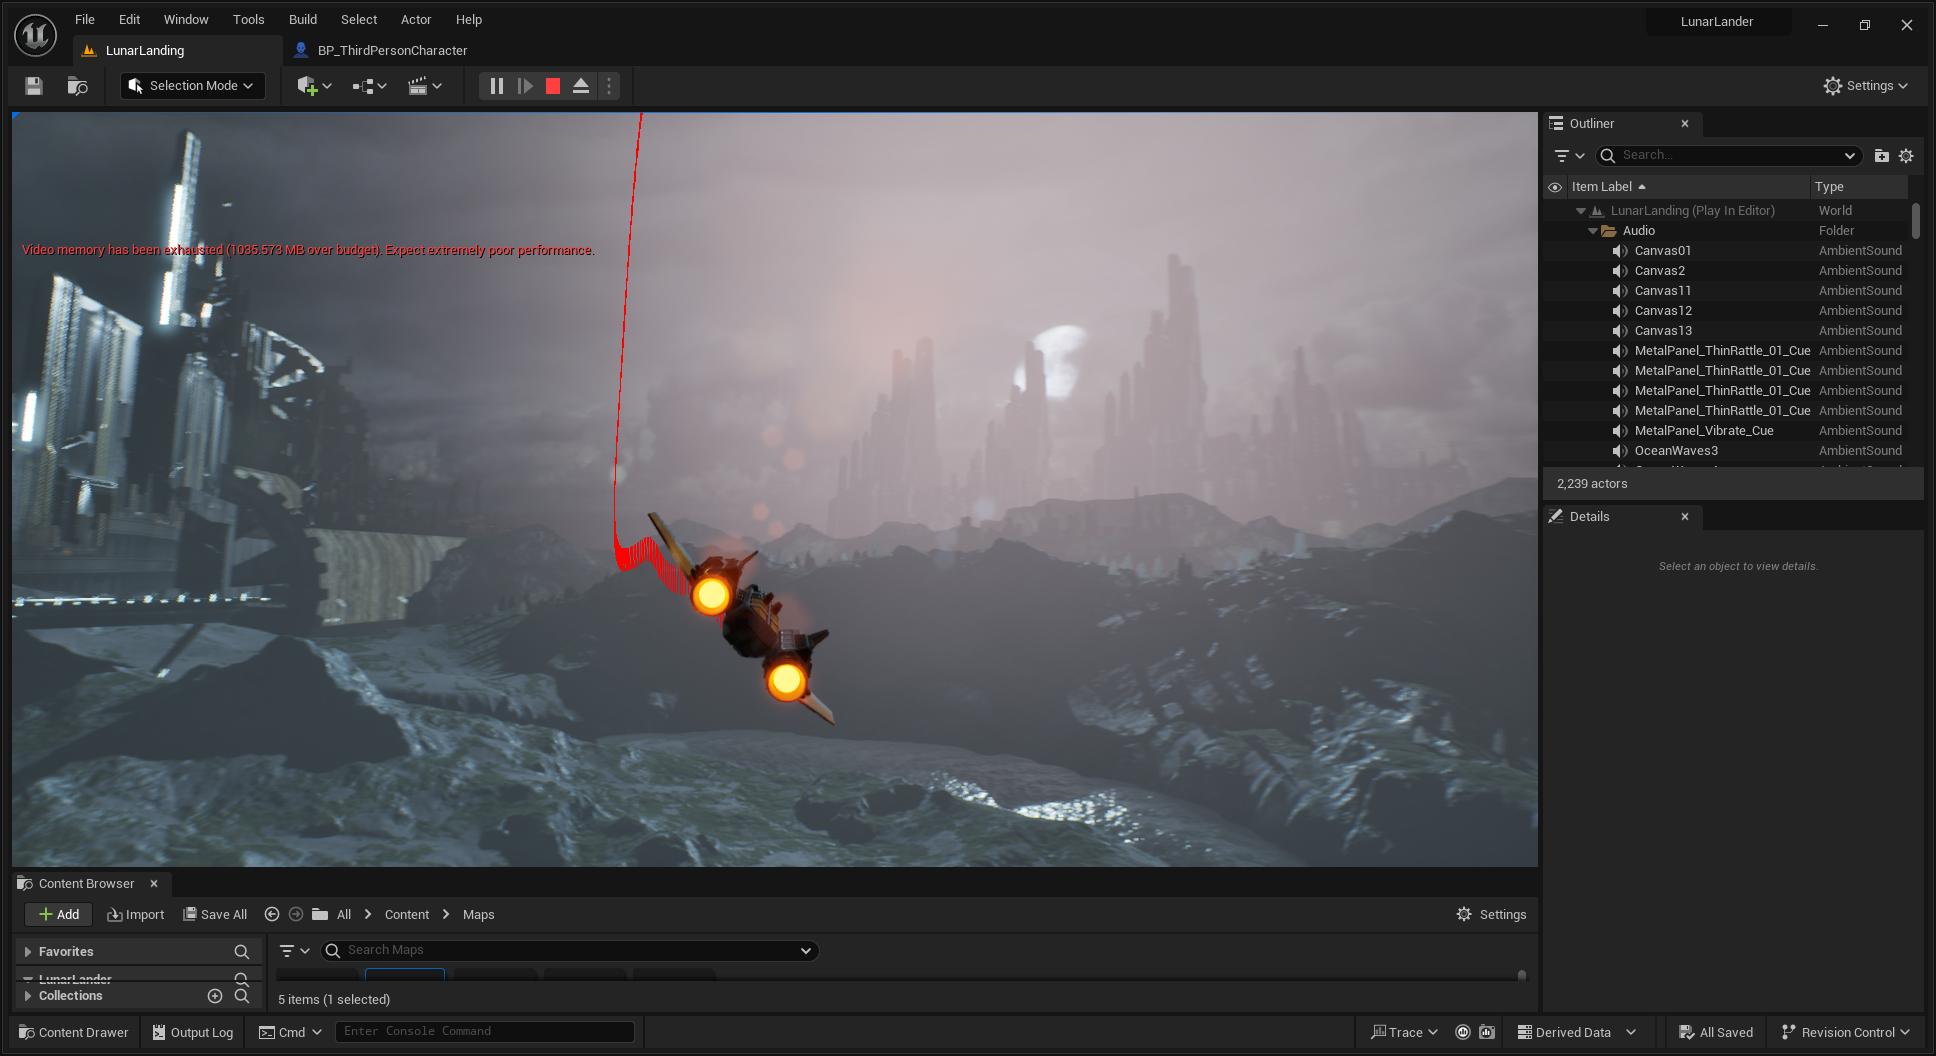 File Edit Window Tools Build Select Actor Help
LunarLander
LunarLanding
BP_ThirdPersonCharacter
Selection Mode
Settings
Video memory has been exhausted (1035.573 MB over budget). Expect extremely poor performance.
Outliner
Search...
Item Label Type
LunarLanding (Play In Editor) World
Audio Folder
Canvas01 AmbientSound
Canvas2 AmbientSound
Canvas11 AmbientSound
Canvas12 AmbientSound
Canvas13 AmbientSound
MetalPanel_ThinRattle_01_Cue AmbientSound
MetalPanel_ThinRattle_01_Cue AmbientSound
MetalPanel_ThinRattle_01_Cue AmbientSound
MetalPanel_ThinRattle_01_Cue AmbientSound
MetalPanel_Vibrate_Cue AmbientSound
OceanWaves3 AmbientSound
2,239 actors
Details
Select an object to view details.
Content Browser
Add Import Save All All Content Maps Settings
Favorites
Search Maps
LunarLander
Collections
5 items (1 selected)
Content Drawer Output Log Cmd Enter Console Command Trace Derived Data All Saved Revision Control